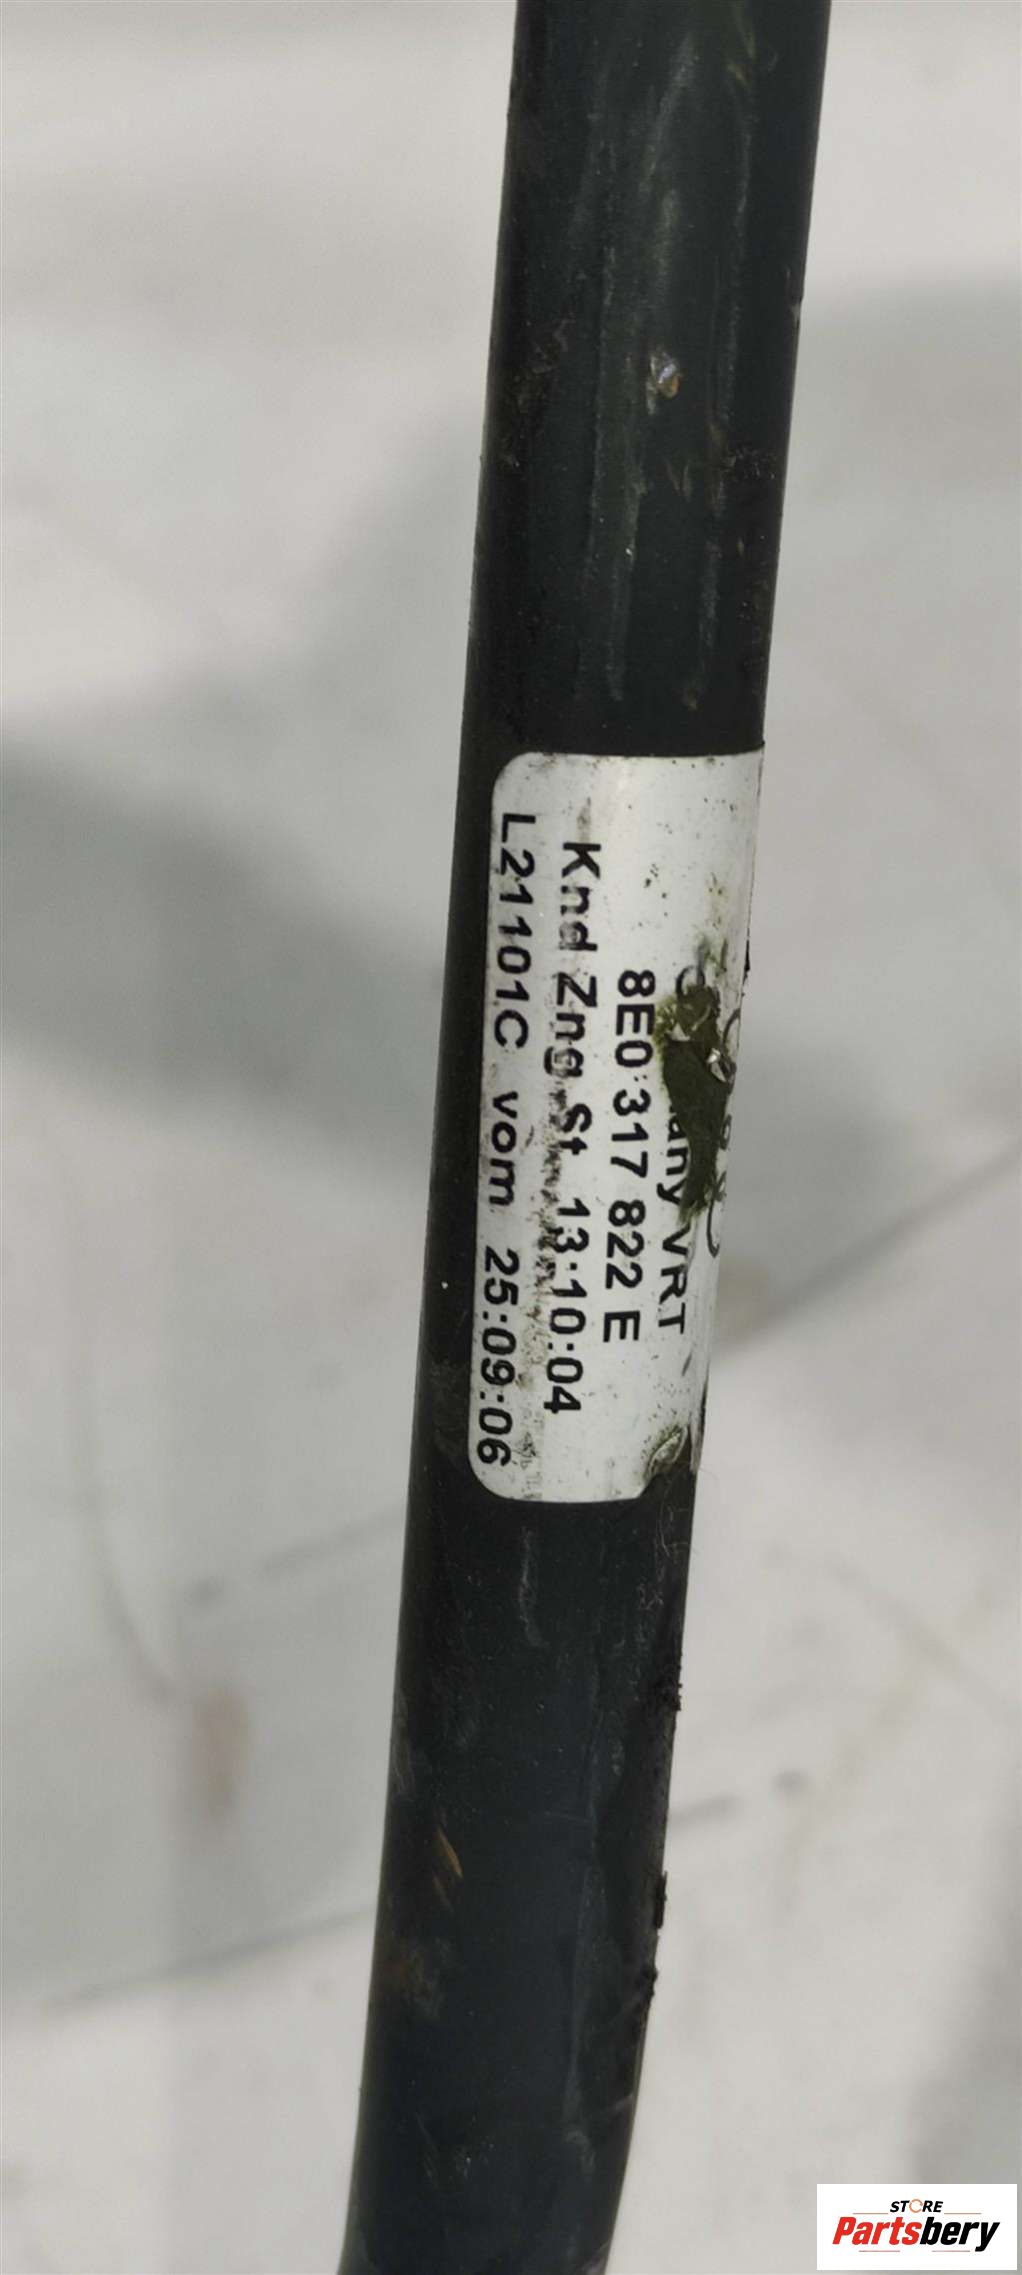 VRT
8E0 317 822 E
Knd Zng St 13:10:04
L21101C vom 25:09:06
STORE
Partsbery